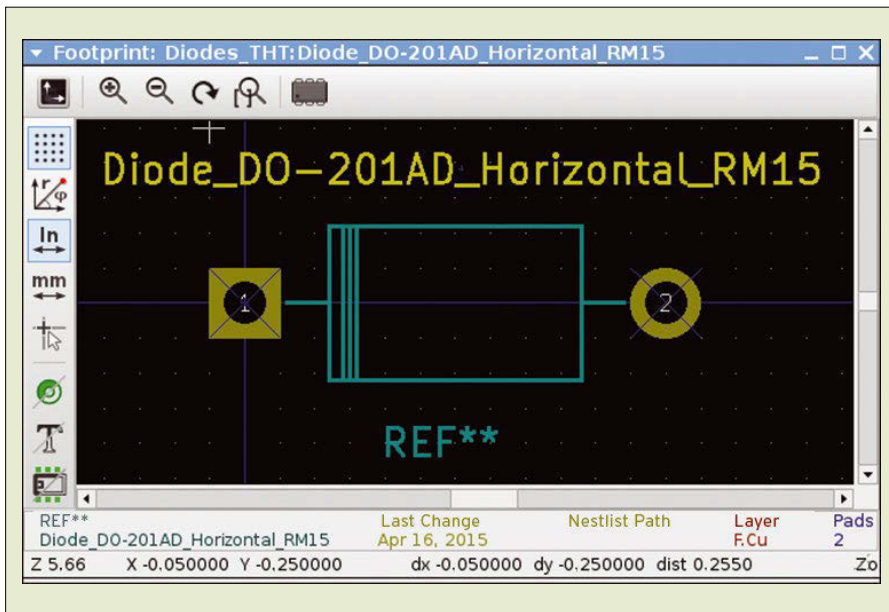 Footprint: Diodes_THT:Diode_DO-201AD_Horizontal_RM15
Diode_DO-201AD_Horizontal_RM15
r
φ
In
mm
1
2
REF**
T
REF** Last Change Nestlist Path Layer Pads
Diode_DO-201AD_Horizontal_RM15 Apr 16, 2015 F.Cu 2
Z 5.66 X -0.050000 Y -0.250000 dx -0.050000 dy -0.250000 dist 0.2550 Zo